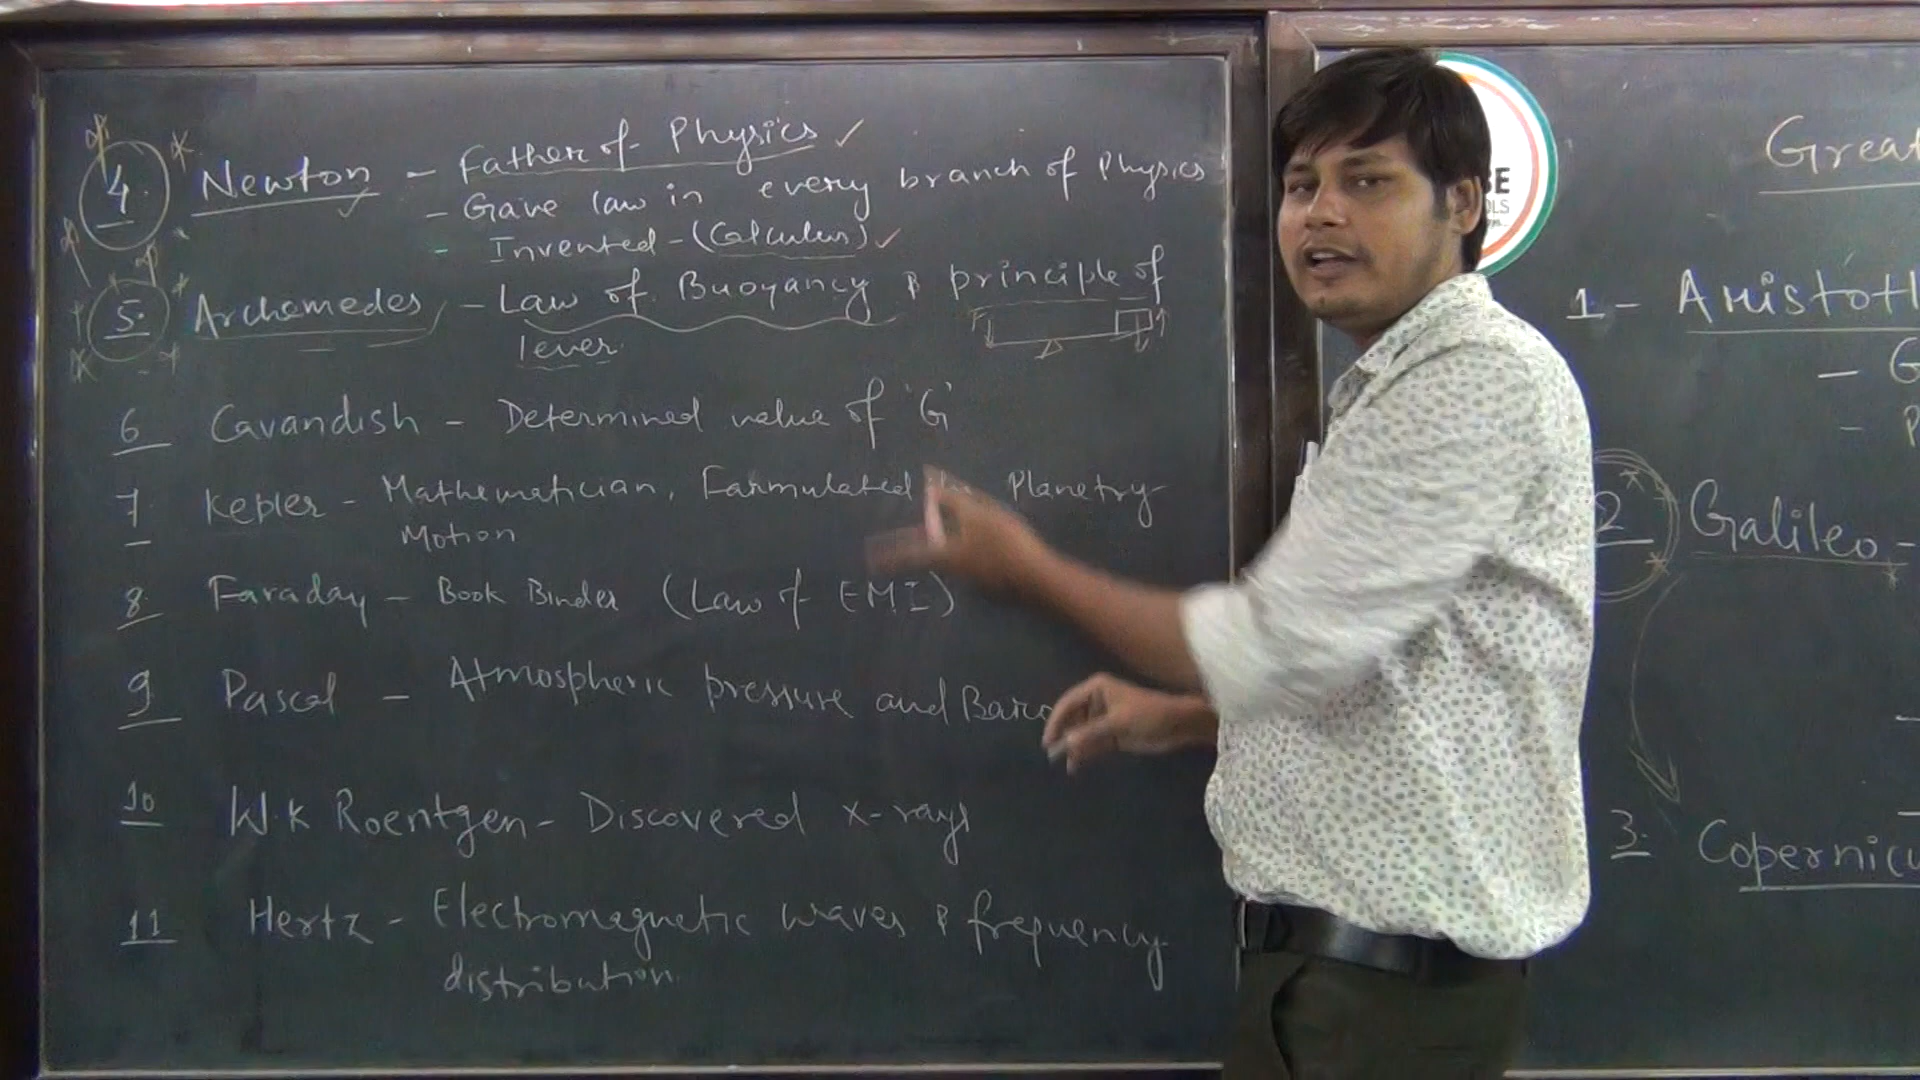 4. Newton - Father of Physics
- Gave law in every branch of Physics
- Invented - (Calculus)
5. Archemedes - Law of Buoyancy & principle of
lever.
F
6 Cavandish - Determined value of 'G'
7. Kepler - Mathematician, Formulated Planetry
Motion
8. Faraday - Book Binder (Law of EMI)
9 Pascal - Atmospheric pressure and Baro
10 W.K Roentgen - Discovered x-rays
11 Hertz - Electromagnetic waves & frequency
distribution.
BE
OLS
Great
1 - Aristotl
- G
- P
2 Galileo -
3. Copernicu